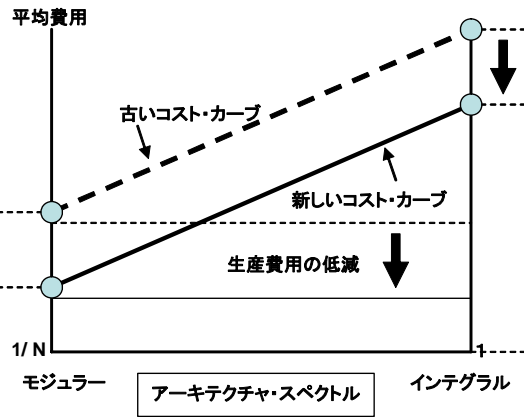 平均費用
古いコスト・カーブ
新しいコスト・カーブ
生産費用の低減
1/ N
1
モジュラー
アーキテクチャ・スペクトル
インテグラル